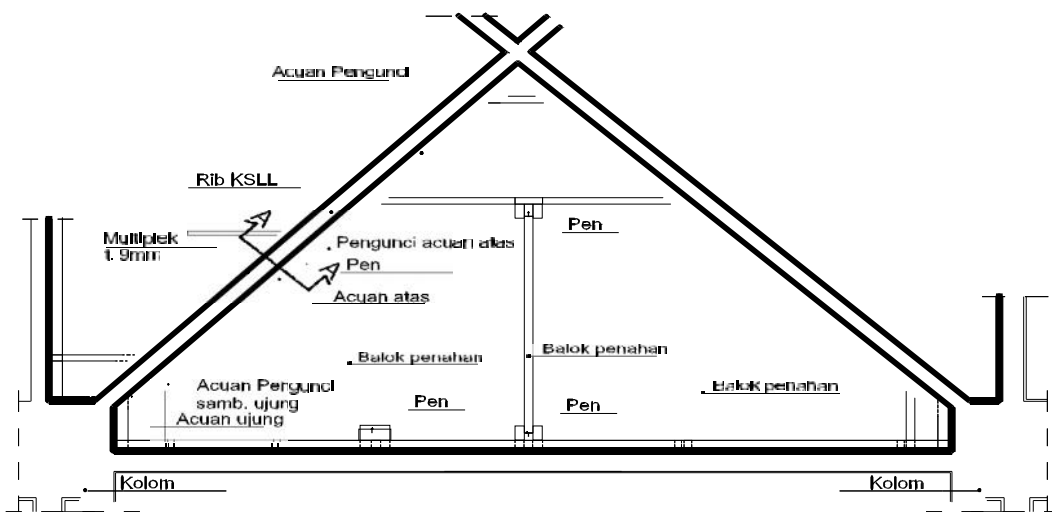 Acuan Pengunci
Rib KSLL
Multiplek
t. 9mm
Pengunci acuan atas
Pen
Acuan atas
Pen
Balok penahan
Balok penahan
Balok penahan
Acuan Pengunci
samb. ujung
Acuan ujung
Pen
Pen
Kolom
Kolom
A
A